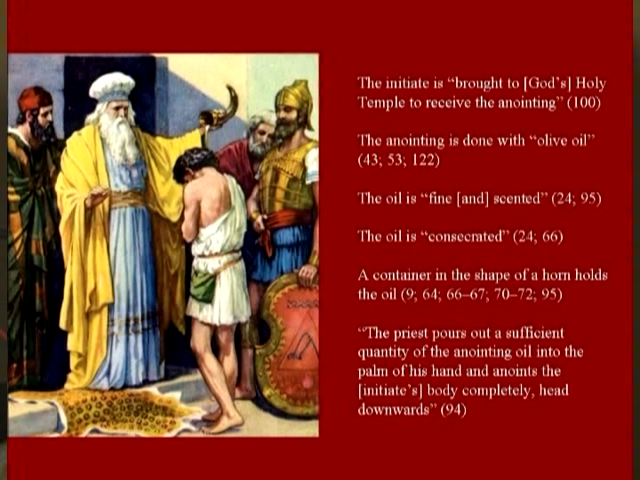 The initiate is “brought to [God’s] Holy
Temple to receive the anointing” (100)
The anointing is done with “olive oil”
(43; 53; 122)
The oil is “fine [and] scented” (24; 95)
The oil is “consecrated” (24; 66)
A container in the shape of a horn holds
the oil (9; 64; 66–67; 70–72; 95)
“The priest pours out a sufficient
quantity of the anointing oil into the
palm of his hand and anoints the
[initiate’s] body completely, head
downwards” (94)